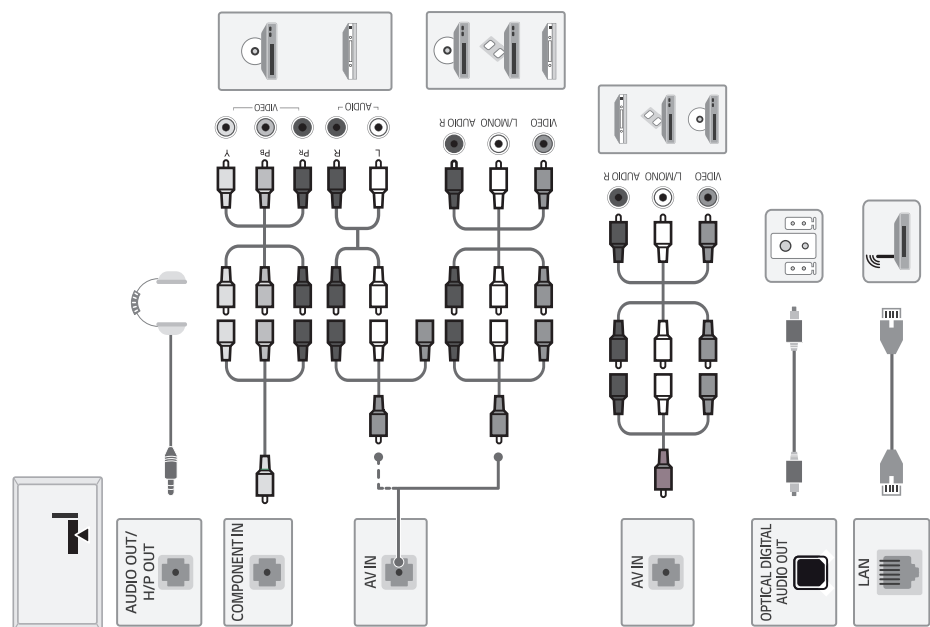 VIDEO
AUDIO
Y
PB
PR
R
L
AUDIO R
L/MONO
VIDEO
AUDIO R
L/MONO
VIDEO
AUDIO OUT/
H/P OUT
COMPONENT IN
AV IN
AV IN
OPTICAL DIGITAL
AUDIO OUT
LAN